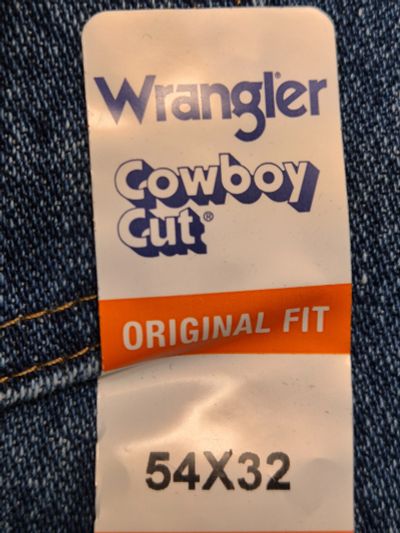 Wrangler
Cowboy
Cut®
ORIGINAL FIT
54X32